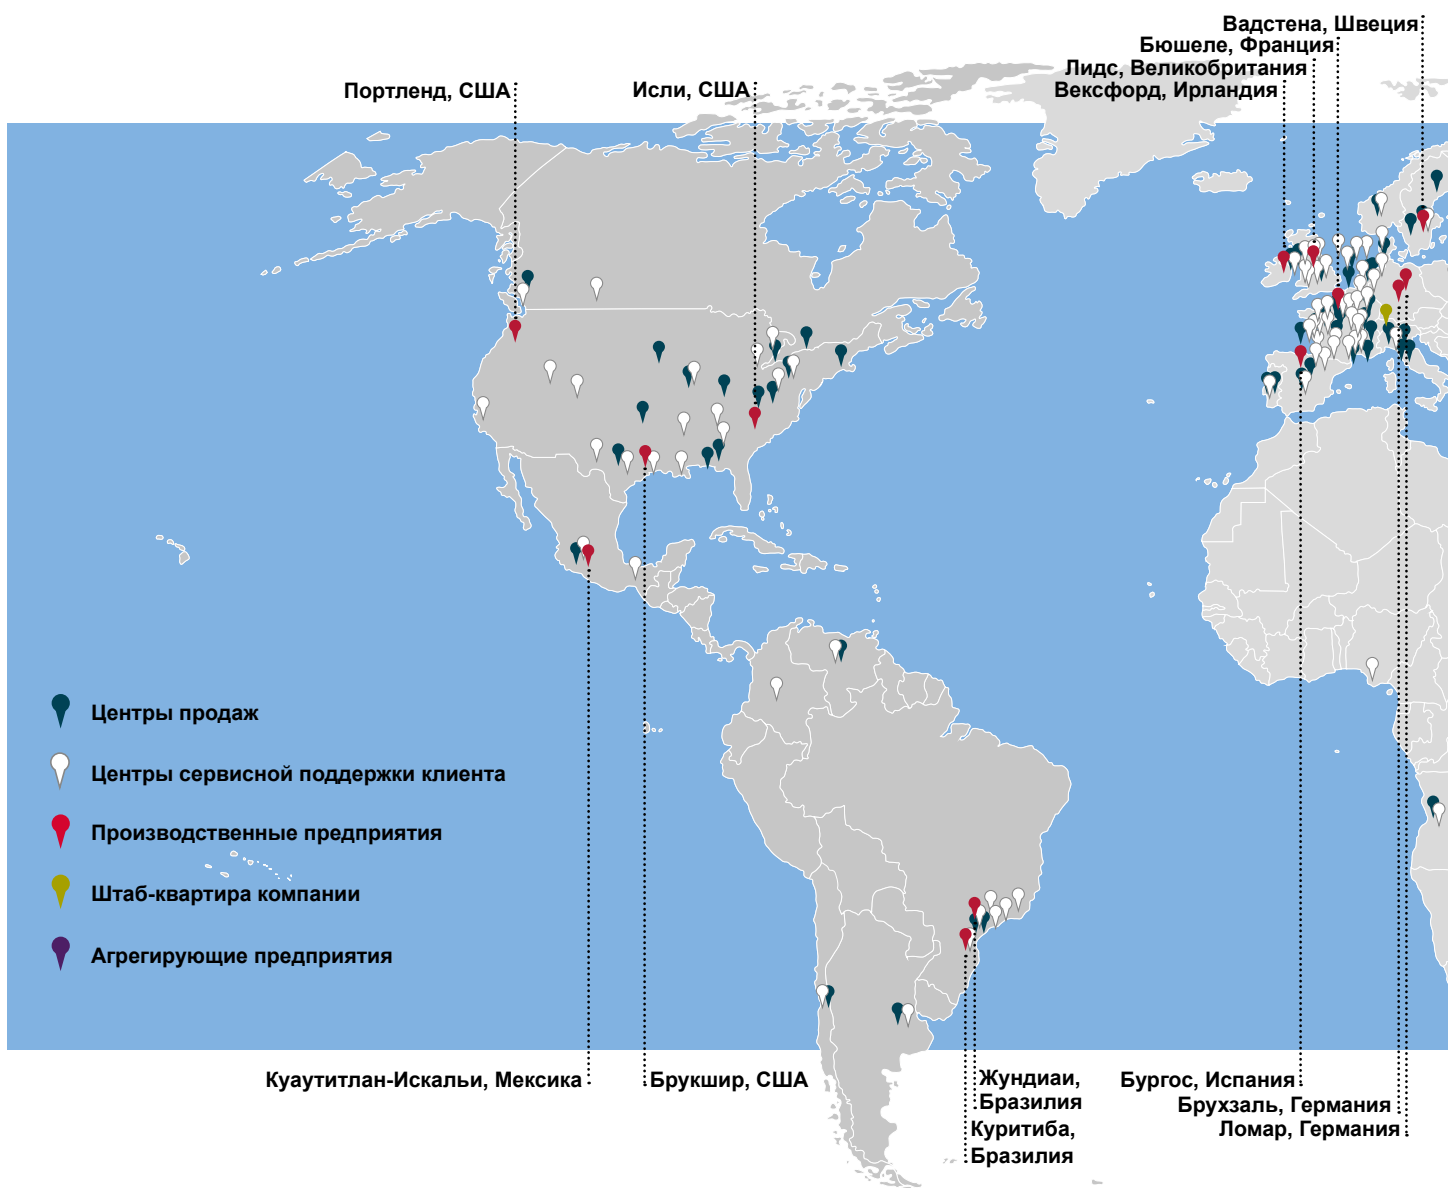 Вадстена, Швеция
Бюшеле, Франция
Лидс, Великобритания
Вексфорд, Ирландия
Портленд, США
Исли, США
Центры продаж
Центры сервисной поддержки клиента
Производственные предприятия
Штаб-квартира компании
Агрегирующие предприятия
Куаутитлан-Искальи, Мексика
Брукшир, США
Жундиаи,
Бразилия
Куритиба,
Бразилия
Бургос, Испания
Брухзаль, Германия
Ломар, Германия